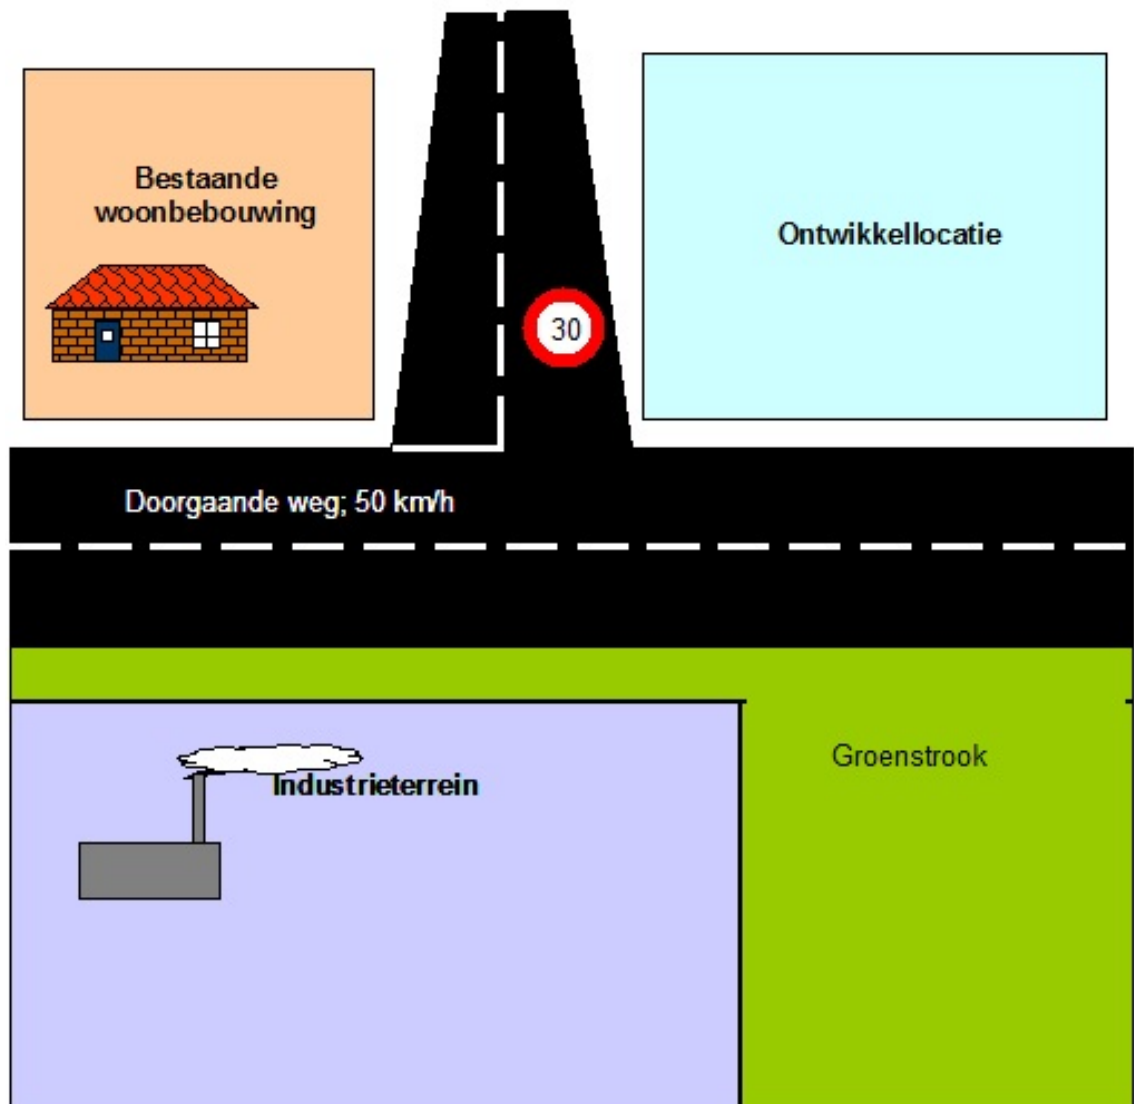 Bestaande
woonbebouwing
Ontwikkellocatie
30
Doorgaande weg; 50 km/h
Groenstrook
Industrieterrein